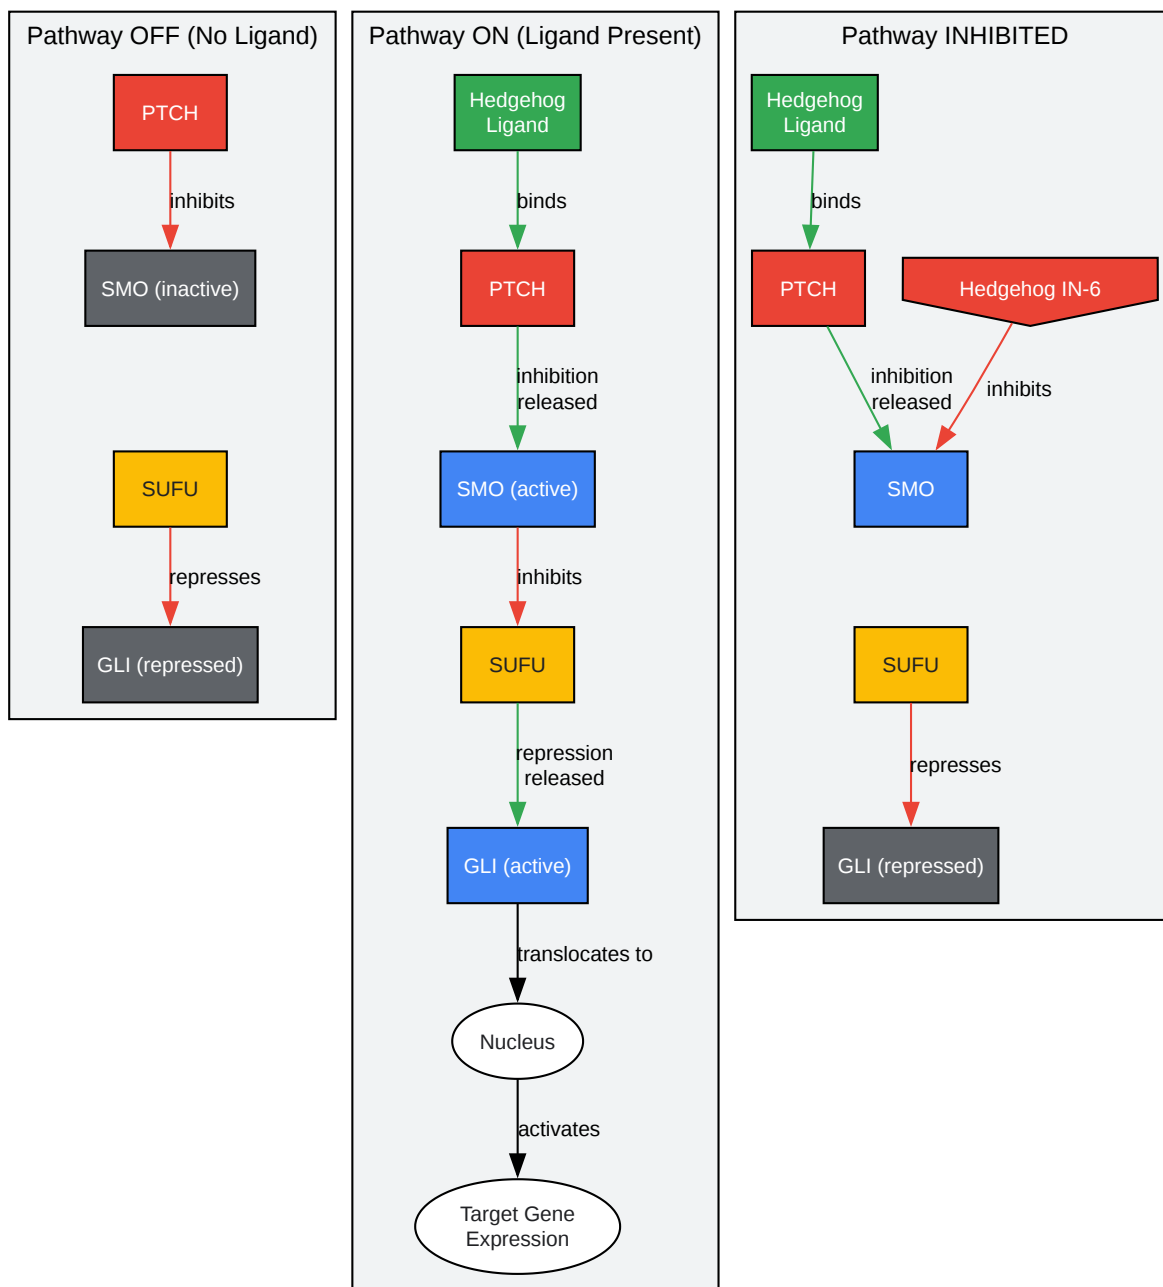 Pathway OFF (No Ligand)
PTCH
inhibits
SMO (inactive)
SUFU
represses
GLI (repressed)
Pathway ON (Ligand Present)
Hedgehog
Ligand
binds
PTCH
inhibition
released
SMO (active)
inhibits
SUFU
repression
released
GLI (active)
translocates to
Nucleus
activates
Target Gene
Expression
Pathway INHIBITED
Hedgehog
Ligand
binds
PTCH
Hedgehog IN-6
inhibition
released
inhibits
SMO
SUFU
represses
GLI (repressed)